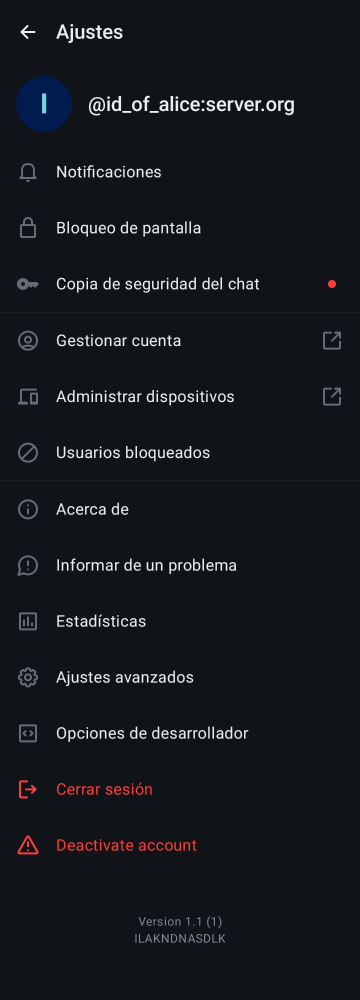 Ajustes
I
@id_of_alice:server.org
Notificaciones
Bloqueo de pantalla
Copia de seguridad del chat
Gestionar cuenta
Administrar dispositivos
Usuarios bloqueados
Acerca de
Informar de un problema
Estadísticas
Ajustes avanzados
Opciones de desarrollador
Cerrar sesión
Deactivate account
Version 1.1 (1)
ILAKNDNASDLK